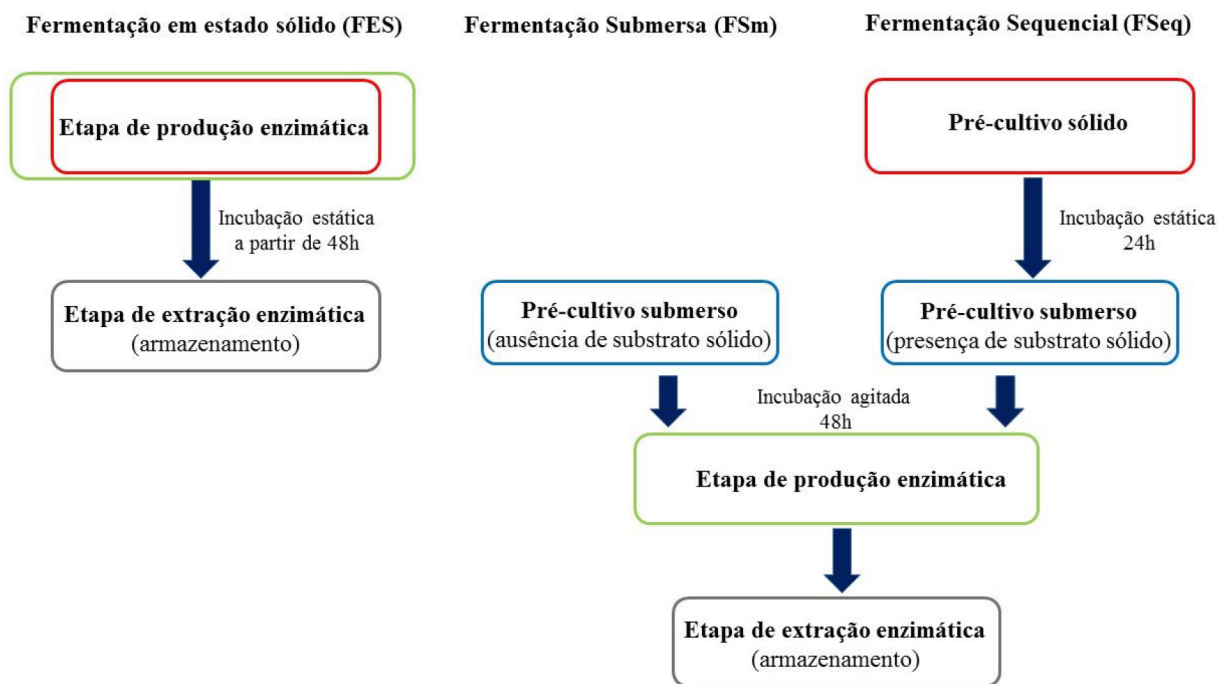 Fermentação em estado sólido (FES)
Fermentação Submersa (FSm)
Fermentação Sequencial (FSeq)
Etapa de produção enzimática
Pré-cultivo sólido
Incubação estática
a partir de 48h
Incubação estática
24h
Etapa de extração enzimática
(armazenamento)
Pré-cultivo submerso
(ausência de substrato sólido)
Pré-cultivo submerso
(presença de substrato sólido)
Incubação agitada
48h
Etapa de produção enzimática
Etapa de extração enzimática
(armazenamento)